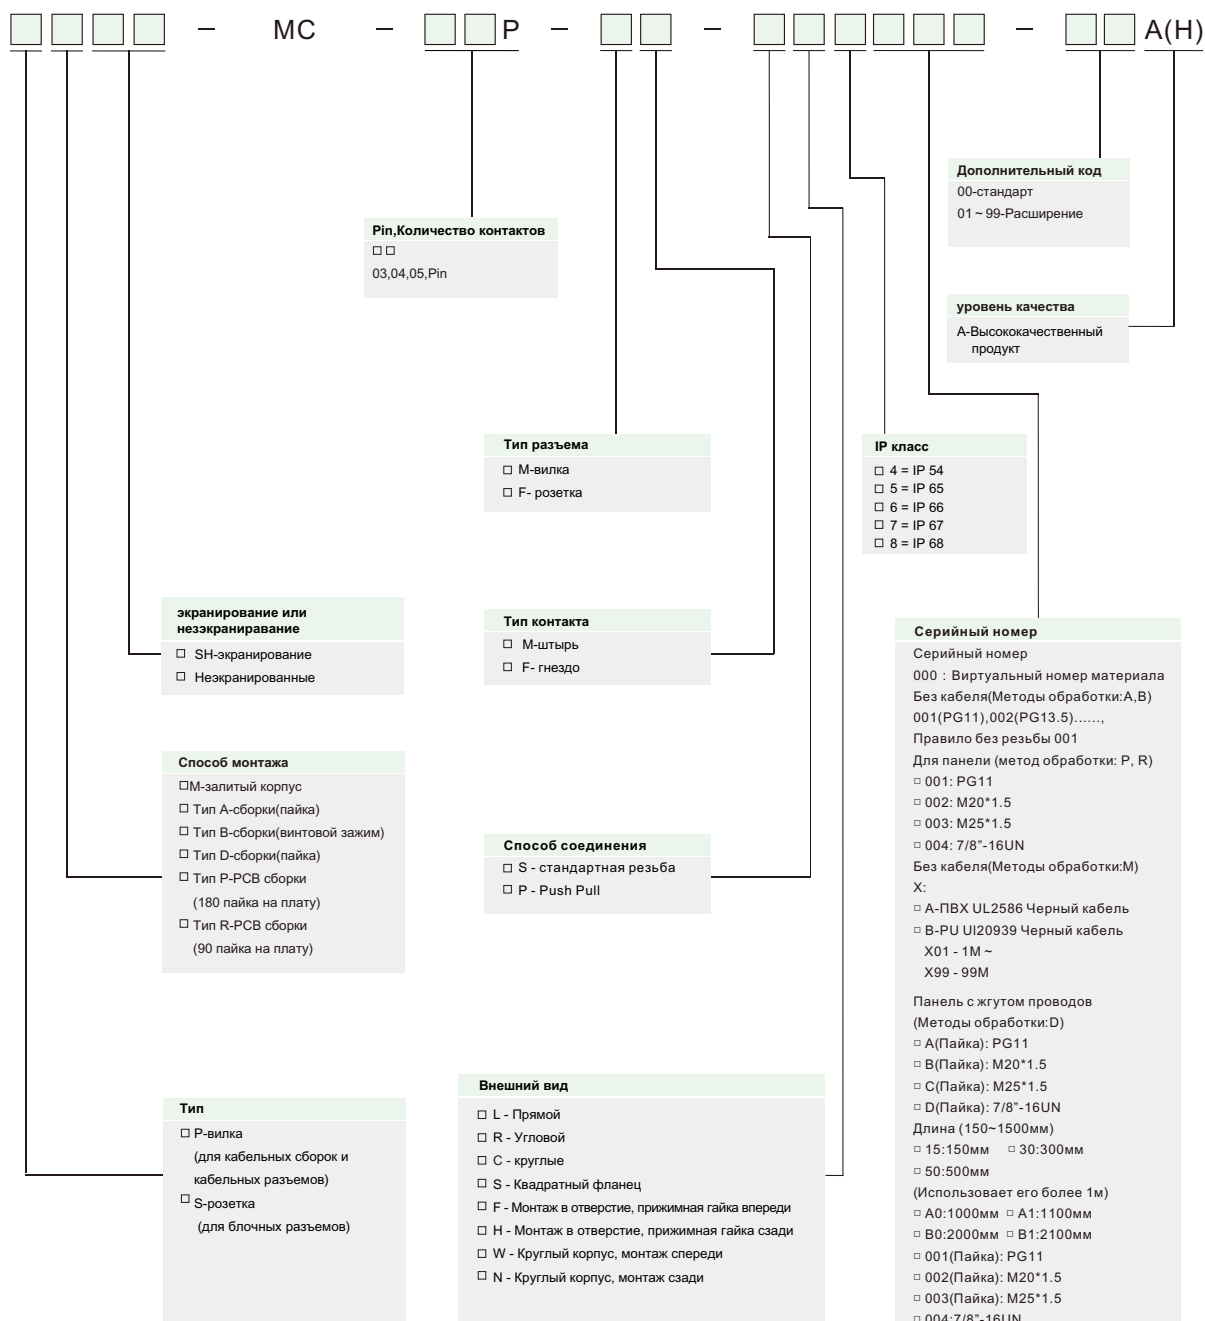 MC P A(H)
Дополнительный код
00-стандарт
01 ~ 99-Расширение
Pin,Количество контактов
□ □
03,04,05,Pin
уровень качества
А-Высококачественный
продукт
Тип разъема
□ М-вилка
□ F- розетка
IP класс
□ 4 = IP 54
□ 5 = IP 65
□ 6 = IP 66
□ 7 = IP 67
□ 8 = IP 68
экранирование или
незэкраниравание
□ SH-экранирование
□ Неэкранированные
Тип контакта
□ М-штырь
□ F- гнездо
Способ монтажа
□М-залитый корпус
□ Тип А-сборки(пайка)
□ Тип В-сборки(винтовой зажим)
□ Тип D-сборки(пайка)
□ Тип P-PCB сборки
(180 пайка на плату)
□ Тип R-PCB сборки
(90 пайка на плату)
Способ соединения
□ S - стандартная резьба
□ P - Push Pull
Тип
□ Р-вилка
(для кабельных сборок и
кабельных разъемов)
□ S-розетка
(для блочных разъемов)
Внешний вид
□ L - Прямой
□ R - Угловой
□ C - круглые
□ S - Квадратный фланец
□ F - Монтаж в отверстие, прижимная гайка впереди
□ H - Монтаж в отверстие, прижимная гайка сзади
□ W - Круглый корпус, монтаж спереди
□ N - Круглый корпус, монтаж сзади
Серийный номер
Серийный номер
000 : Виртуальный номер материала
Без кабеля(Методы обработки:А,В)
001(PG11),002(PG13.5)......,
Правило без резьбы 001
Для панели (метод обработки: P, R)
□ 001: PG11
□ 002: M20*1.5
□ 003: M25*1.5
□ 004: 7/8"-16UN
Без кабеля(Методы обработки:М)
X:
□ А-ПВХ UL2586 Черный кабель
□ B-PU UI20939 Черный кабель
X01 - 1M ~
X99 - 99M
Панель с жгутом проводов
(Методы обработки:D)
□ A(Пайка): PG11
□ B(Пайка): M20*1.5
□ C(Пайка): M25*1.5
□ D(Пайка): 7/8"-16UN
Длина (150~1500мм)
□ 15:150мм □ 30:300мм
□ 50:500мм
(Использовает его более 1м)
□ A0:1000мм □ A1:1100мм
□ B0:2000мм □ B1:2100мм
□ 001(Пайка): PG11
□ 002(Пайка): M20*1.5
□ 003(Пайка): M25*1.5
□ 004:7/8"-16UN